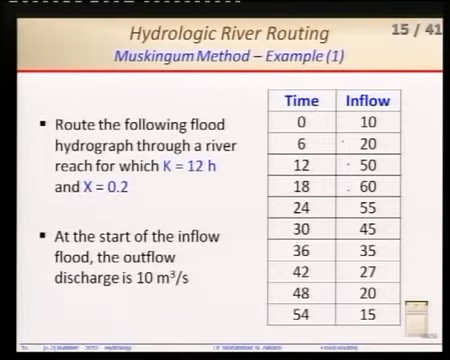 Hydrologic River Routing
15 / 41
Muskingum Method – Example (1)
▪ Route the following flood
hydrograph through a river
reach for which K = 12 h
and X = 0.2
▪ At the start of the inflow
flood, the outflow
discharge is 10 m³/s
Time Inflow
0 10
6 20
12 50
18 60
24 55
30 45
36 35
42 27
48 20
54 15